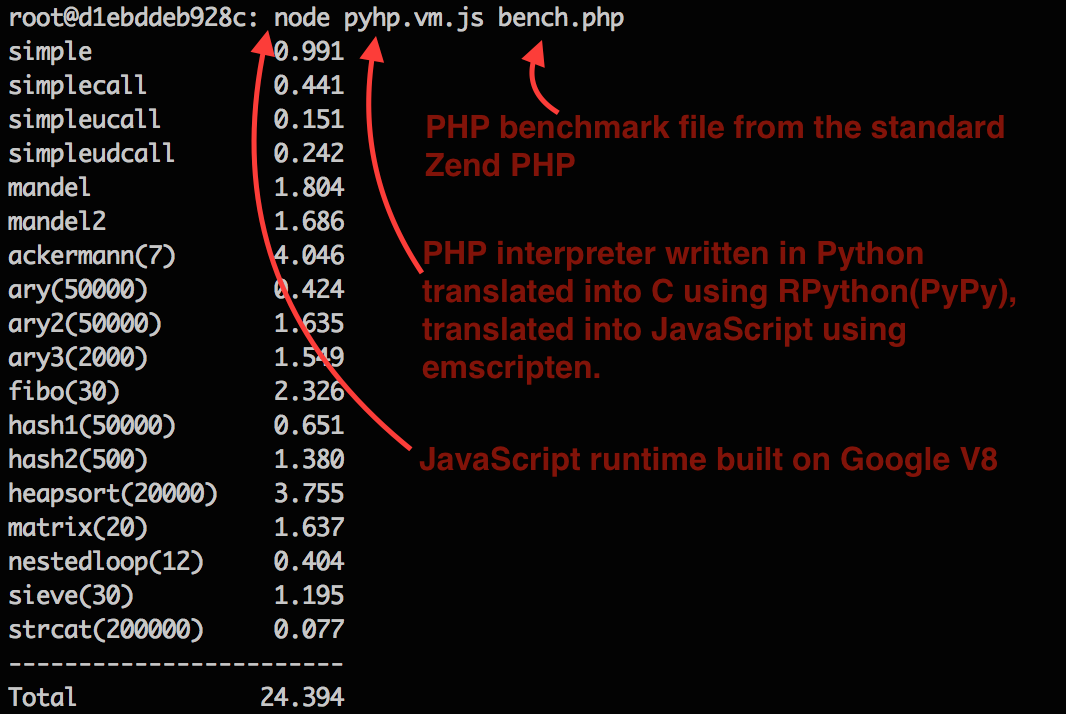 root@d1ebddeb928c: node pyhp.vm.js bench.php
simple 0.991
simplecall 0.441
simpleucall 0.151
simpleudcall 0.242
mandel 1.804
mandel2 1.686
ackermann(7) 4.046
ary(50000) 0.424
ary2(50000) 1.635
ary3(2000) 1.549
fibo(30) 2.326
hash1(50000) 0.651
hash2(500) 1.380
heapsort(20000) 3.755
matrix(20) 1.637
nestedloop(12) 0.404
sieve(30) 1.195
strcat(200000) 0.077
------------------------
Total 24.394
PHP benchmark file from the standard
Zend PHP
PHP interpreter written in Python
translated into C using RPython(PyPy),
translated into JavaScript using
emscripten.
JavaScript runtime built on Google V8